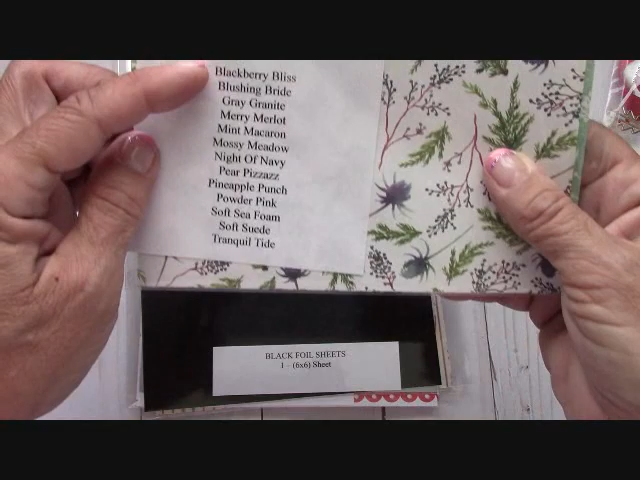 Blackberry Bliss
Blushing Bride
Gray Granite
Merry Merlot
Mint Macaron
Mossy Meadow
Night Of Navy
Pear Pizzazz
Pineapple Punch
Powder Pink
Soft Sea Foam
Soft Suede
Tranquil Tide
BLACK FOIL SHEETS
1 – (6x6) Sheet